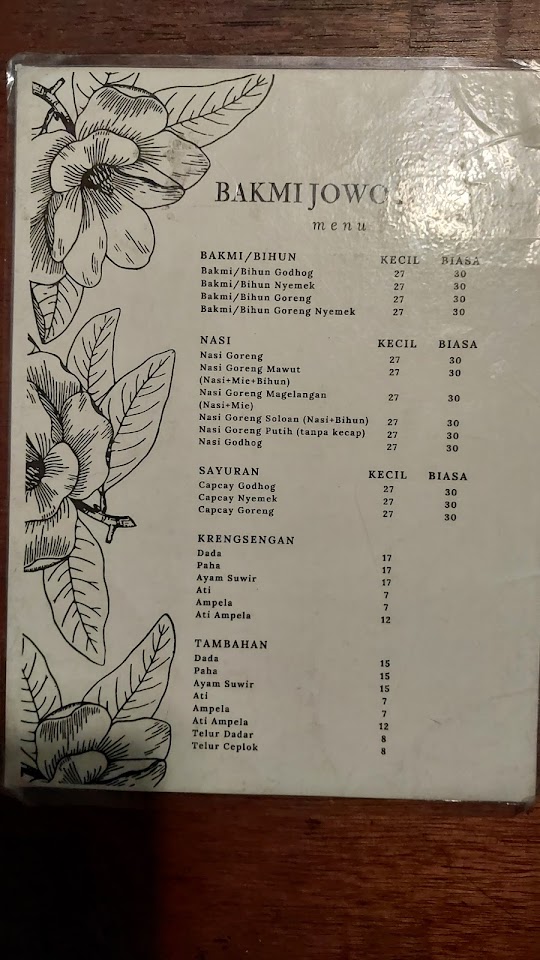 BAKMI JOWO
menu
BAKMI/BIHUN KECIL BIASA
Bakmi/Bihun Godhog 27 30
Bakmi/Bihun Nyemek 27 30
Bakmi/Bihun Goreng 27 30
Bakmi/Bihun Goreng Nyemek 27 30
NASI KECIL BIASA
Nasi Goreng 27 30
Nasi Goreng Mawut 27 30
(Nasi+Mie+Bihun)
Nasi Goreng Magelangan 27 30
(Nasi+Mie)
Nasi Goreng Soloan (Nasi+Bihun) 27 30
Nasi Goreng Putih (tanpa kecap) 27 30
Nasi Godhog 27 30
SAYURAN KECIL BIASA
Capcay Godhog 27 30
Capcay Nyemek 27 30
Capcay Goreng 27 30
KRENGSENGAN
Dada 17
Paha 17
Ayam Suwir 17
Ati 7
Ampela 7
Ati Ampela 12
TAMBAHAN
Dada 15
Paha 15
Ayam Suwir 15
Ati 7
Ampela 7
Ati Ampela 12
Telur Dadar 8
Telur Ceplok 8